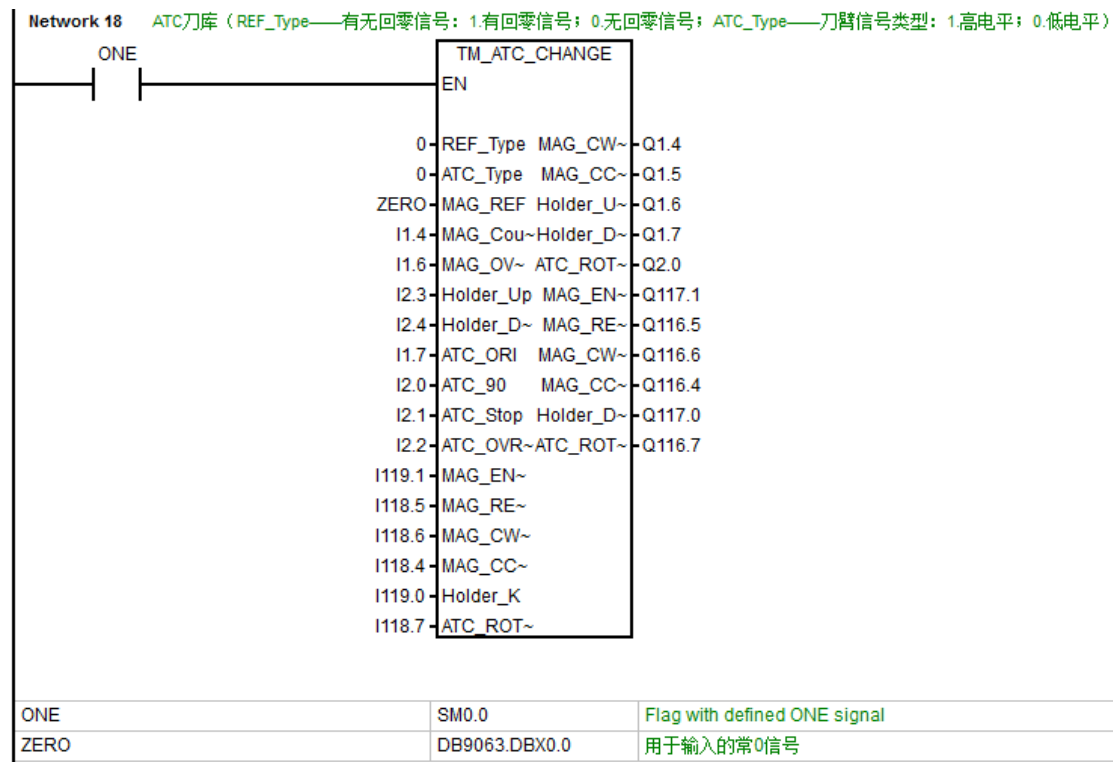 Network 18 ATC刀库（REF_Type——有无回零信号：1.有回零信号；0.无回零信号；ATC_Type——刀臂信号类型：1.高电平；0.低电平）
ONE
TM_ATC_CHANGE
EN
0 REF_Type MAG_CW~ Q1.4
0 ATC_Type MAG_CC~ Q1.5
ZERO MAG_REF Holder_U~ Q1.6
I1.4 MAG_Cou~ Holder_D~ Q1.7
I1.6 MAG_OV~ ATC_ROT~ Q2.0
I2.3 Holder_Up MAG_EN~ Q117.1
I2.4 Holder_D~ MAG_RE~ Q116.5
I1.7 ATC_ORI MAG_CW~ Q116.6
I2.0 ATC_90 MAG_CC~ Q116.4
I2.1 ATC_Stop Holder_D~ Q117.0
I2.2 ATC_OVR~ ATC_ROT~ Q116.7
I119.1 MAG_EN~
I118.5 MAG_RE~
I118.6 MAG_CW~
I118.4 MAG_CC~
I119.0 Holder_K
I118.7 ATC_ROT~
ONE SM0.0 Flag with defined ONE signal
ZERO DB9063.DBX0.0 用于输入的常0信号